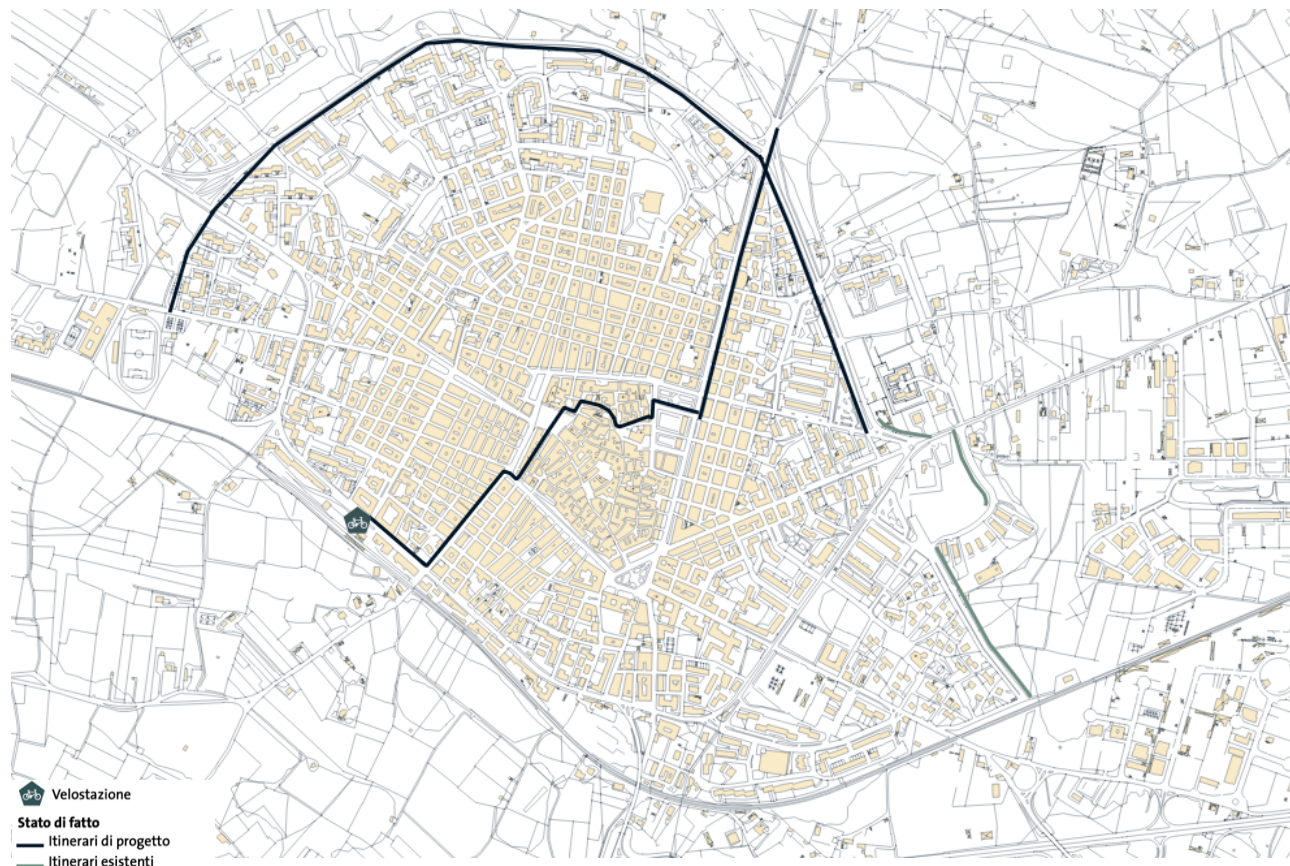 Velostazione
Stato di fatto
Itinerari di progetto
Itinerari esistenti